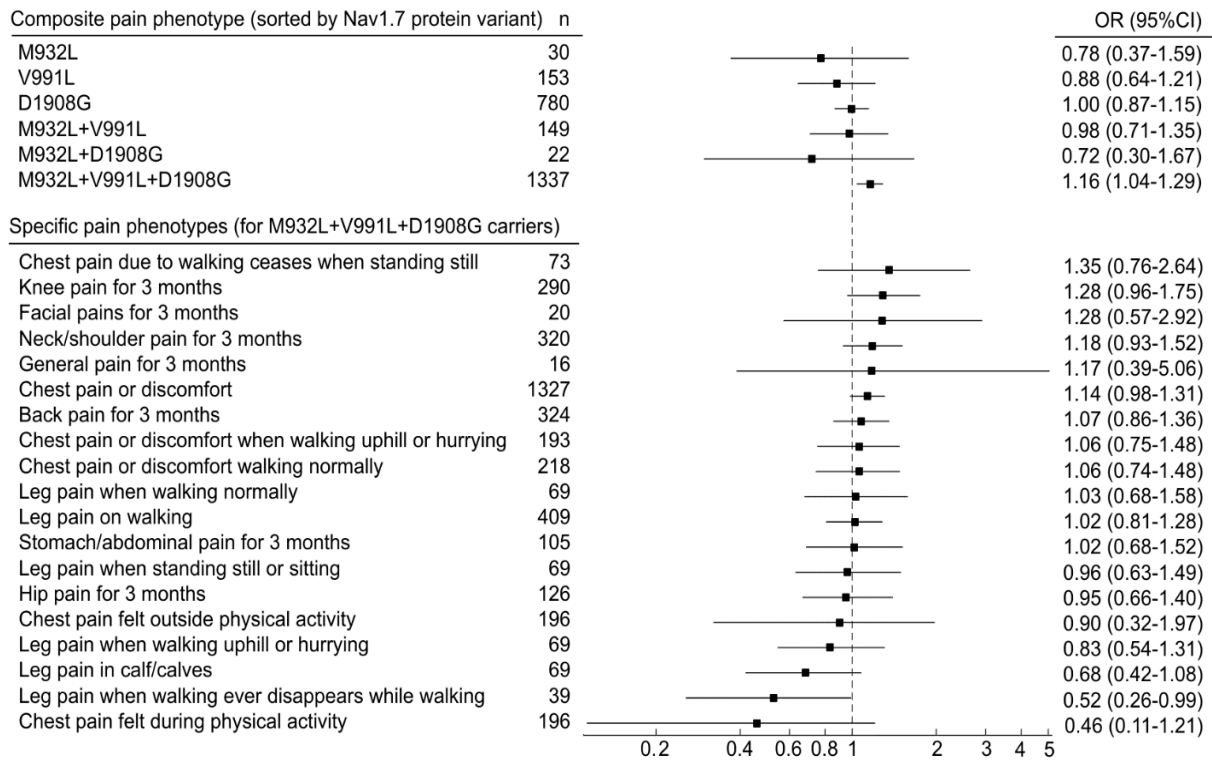 Composite pain phenotype (sorted by Nav1.7 protein variant) n OR (95%CI)
M932L 30 0.78 (0.37-1.59)
V991L 153 0.88 (0.64-1.21)
D1908G 780 1.00 (0.87-1.15)
M932L+V991L 149 0.98 (0.71-1.35)
M932L+D1908G 22 0.72 (0.30-1.67)
M932L+V991L+D1908G 1337 1.16 (1.04-1.29)
Specific pain phenotypes (for M932L+V991L+D1908G carriers)
Chest pain due to walking ceases when standing still 73 1.35 (0.76-2.64)
Knee pain for 3 months 290 1.28 (0.96-1.75)
Facial pains for 3 months 20 1.28 (0.57-2.92)
Neck/shoulder pain for 3 months 320 1.18 (0.93-1.52)
General pain for 3 months 16 1.17 (0.39-5.06)
Chest pain or discomfort 1327 1.14 (0.98-1.31)
Back pain for 3 months 324 1.07 (0.86-1.36)
Chest pain or discomfort when walking uphill or hurrying 193 1.06 (0.75-1.48)
Chest pain or discomfort walking normally 218 1.06 (0.74-1.48)
Leg pain when walking normally 69 1.03 (0.68-1.58)
Leg pain on walking 409 1.02 (0.81-1.28)
Stomach/abdominal pain for 3 months 105 1.02 (0.68-1.52)
Leg pain when standing still or sitting 69 0.96 (0.63-1.49)
Hip pain for 3 months 126 0.95 (0.66-1.40)
Chest pain felt outside physical activity 196 0.90 (0.32-1.97)
Leg pain when walking uphill or hurrying 69 0.83 (0.54-1.31)
Leg pain in calf/calves 69 0.68 (0.42-1.08)
Leg pain when walking ever disappears while walking 39 0.52 (0.26-0.99)
Chest pain felt during physical activity 196 0.46 (0.11-1.21)
0.2 0.4 0.6 0.8 1 2 3 4 5